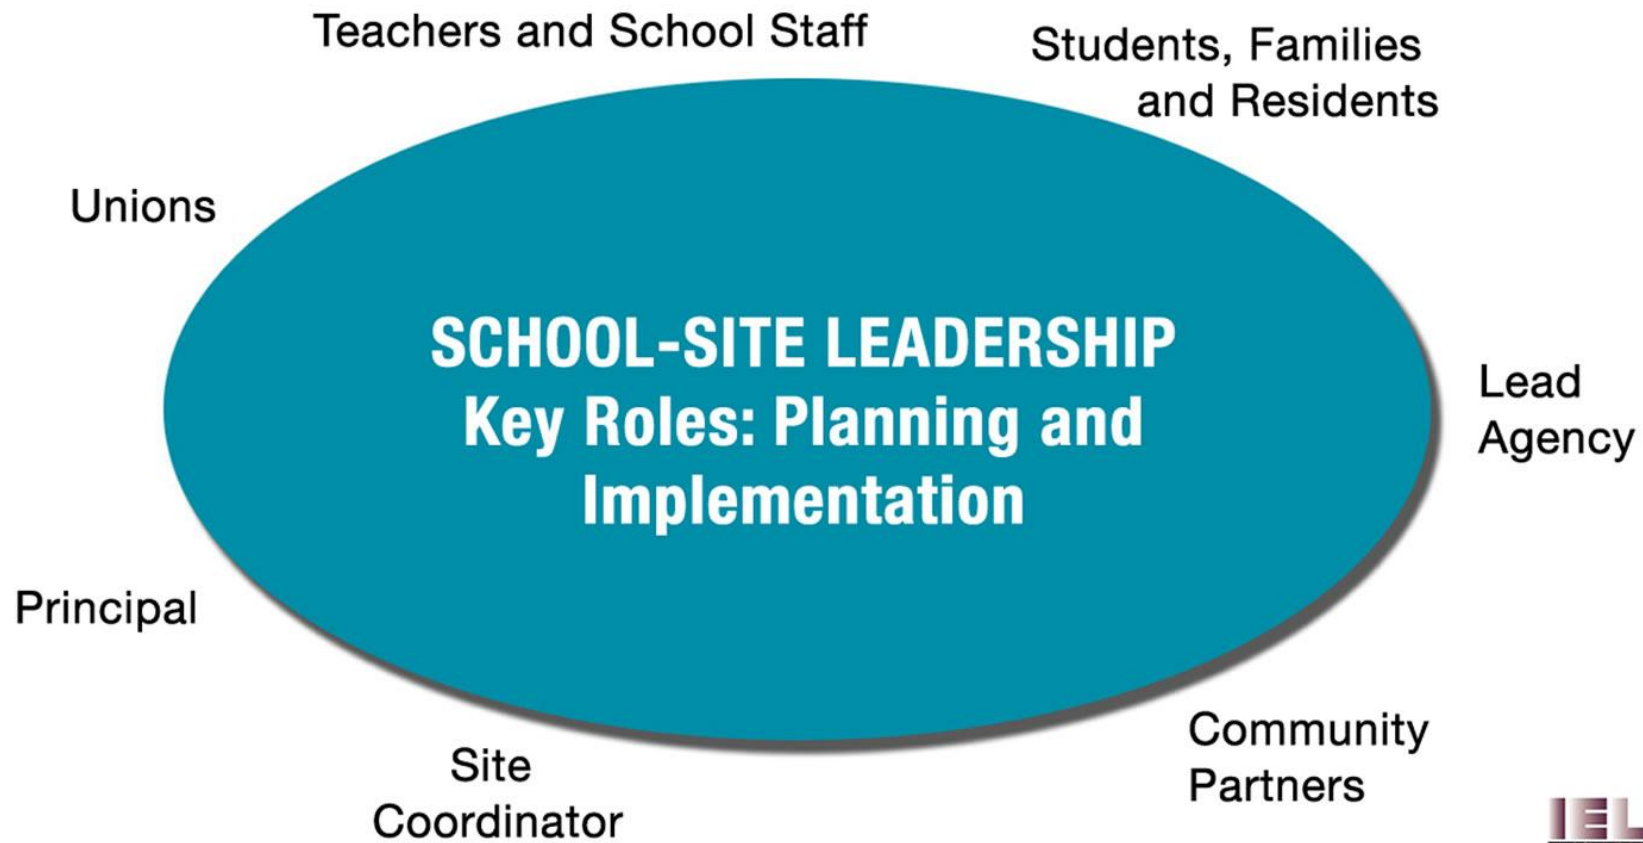 Teachers and School Staff
Students, Families
and Residents
Unions
SCHOOL-SITE LEADERSHIP
Key Roles: Planning and
Implementation
Lead
Agency
Principal
Site
Coordinator
Community
Partners
IEL